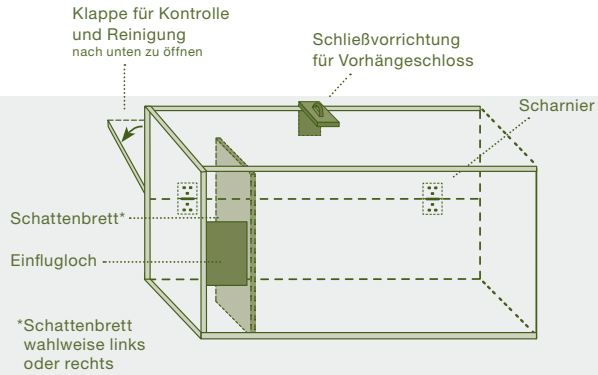 Klappe für Kontrolle
und Reinigung
nach unten zu öffnen
Schließvorrichtung
für Vorhängeschloss
Scharnier
Schattenbrett*
Einflugloch
*Schattenbrett
wahlweise links
oder rechts